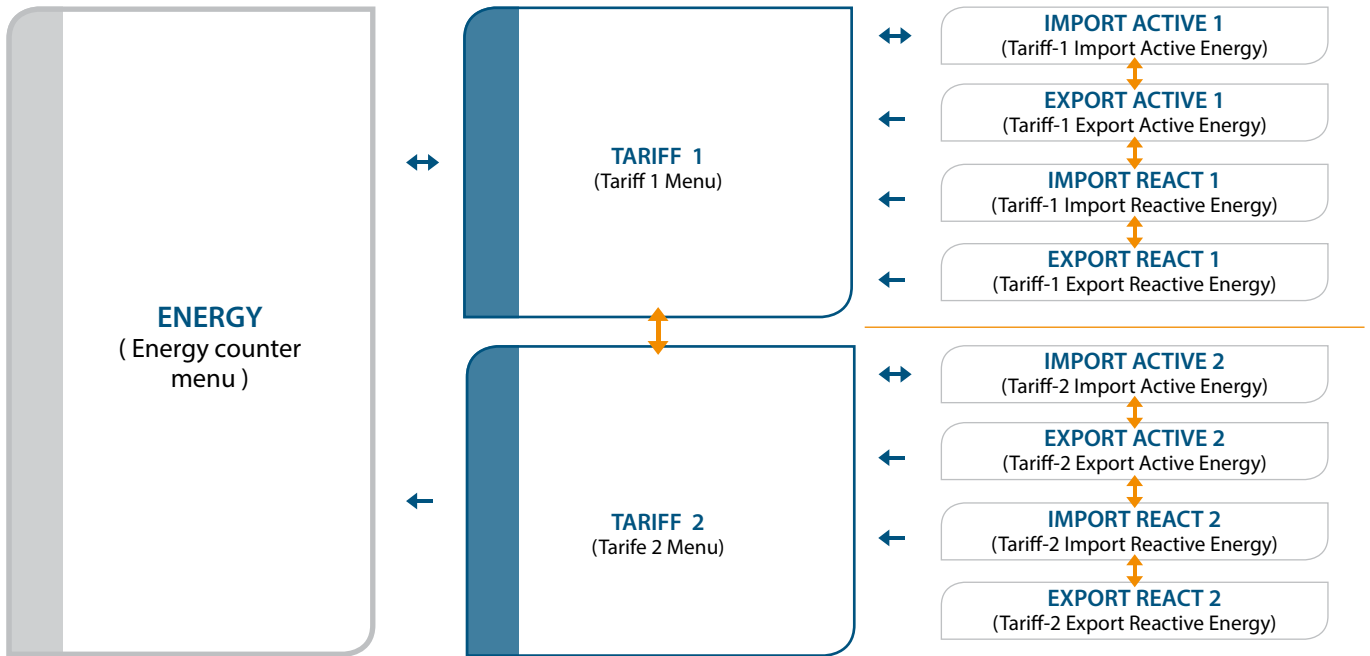 ENERGY
( Energy counter
menu )
TARIFF 1
(Tariff 1 Menu)
IMPORT ACTIVE 1
(Tariff-1 Import Active Energy)
EXPORT ACTIVE 1
(Tariff-1 Export Active Energy)
IMPORT REACT 1
(Tariff-1 Import Reactive Energy)
EXPORT REACT 1
(Tariff-1 Export Reactive Energy)
TARIFF 2
(Tarife 2 Menu)
IMPORT ACTIVE 2
(Tariff-2 Import Active Energy)
EXPORT ACTIVE 2
(Tariff-2 Export Active Energy)
IMPORT REACT 2
(Tariff-2 Import Reactive Energy)
EXPORT REACT 2
(Tariff-2 Export Reactive Energy)